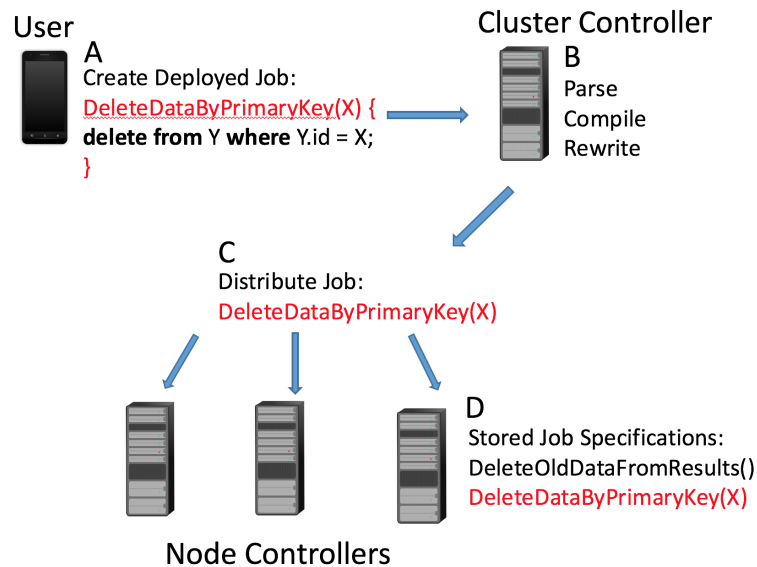 User
A
Create Deployed Job:
DeleteDataByPrimaryKey(X) {
delete from Y where Y.id = X;
}
Cluster Controller
B
Parse
Compile
Rewrite
C
Distribute Job:
DeleteDataByPrimaryKey(X)
D
Stored Job Specifications:
DeleteOldDataFromResults()
DeleteDataByPrimaryKey(X)
Node Controllers